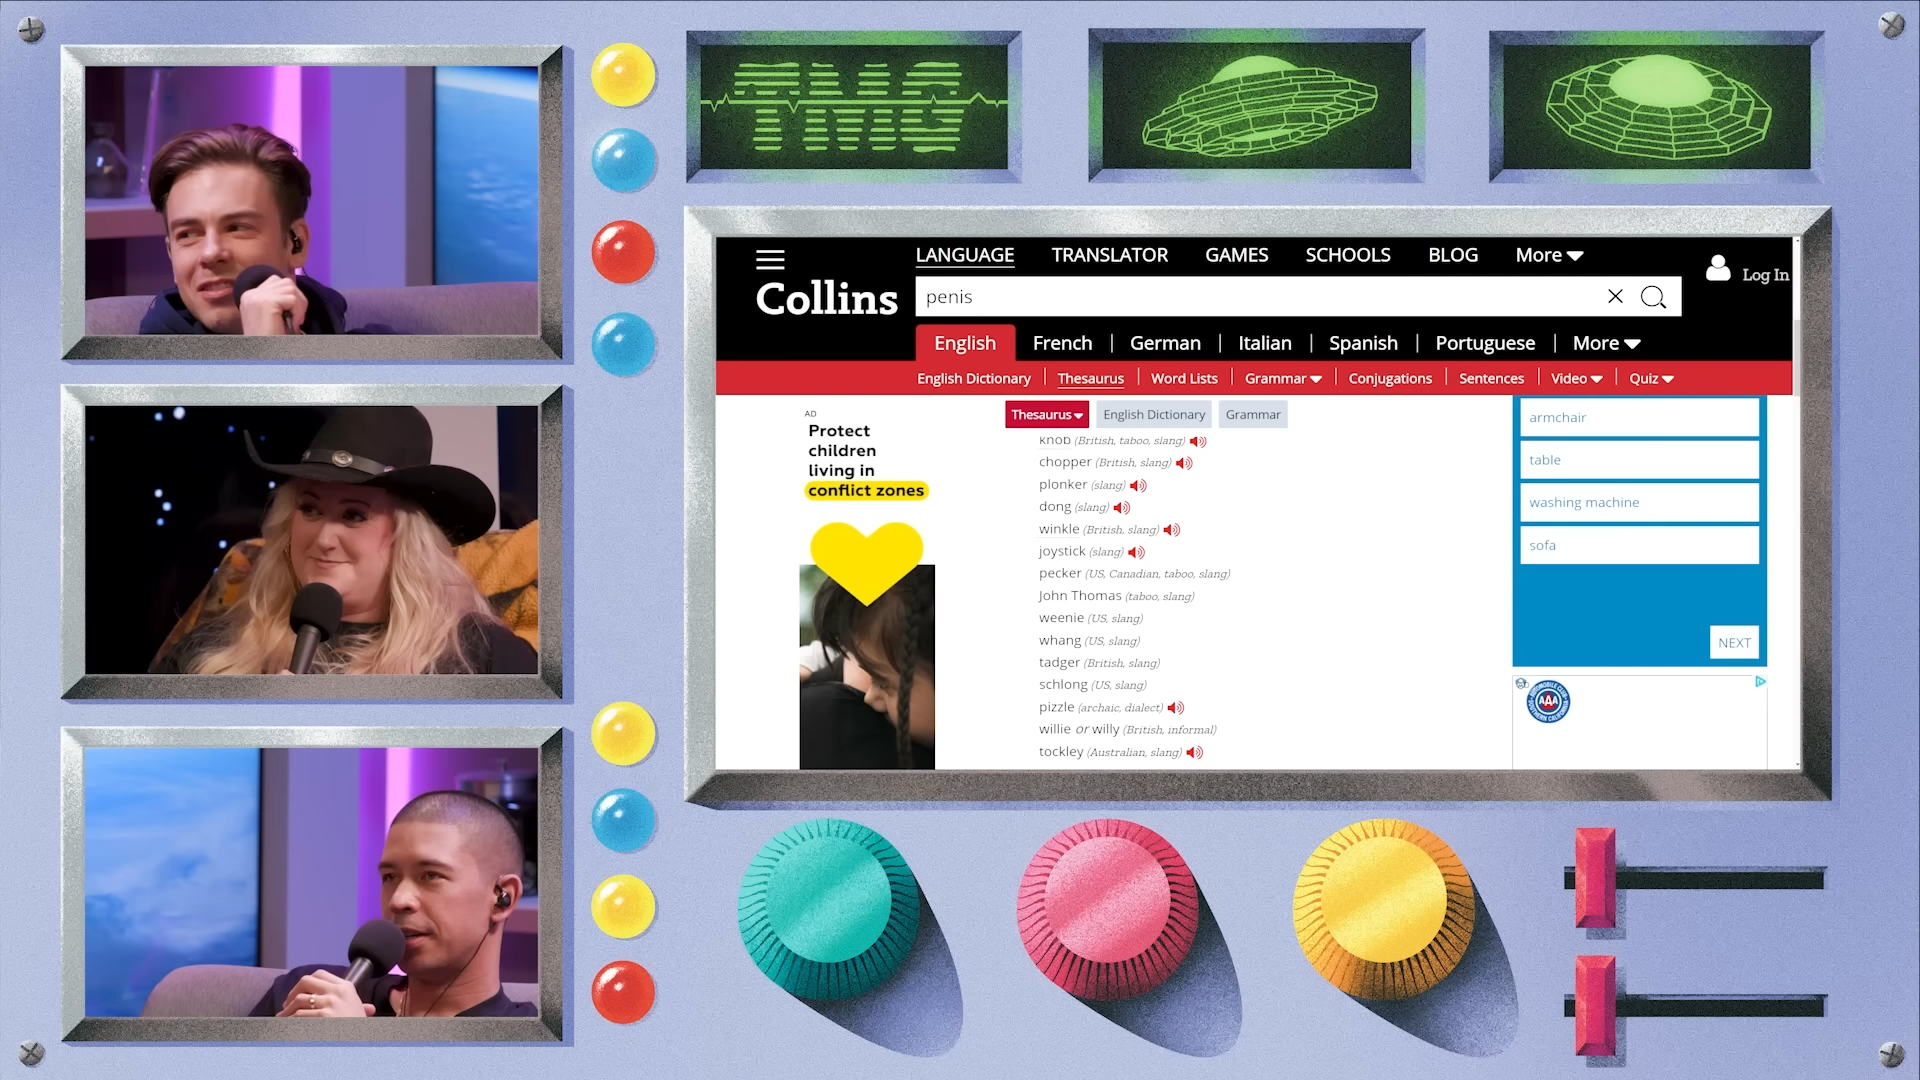 TMG
LANGUAGE TRANSLATOR GAMES SCHOOLS BLOG More
Log In
Collins
penis
English French German Italian Spanish Portuguese More
English Dictionary Thesaurus Word Lists Grammar Conjugations Sentences Video Quiz
Thesaurus English Dictionary Grammar
AD
Protect
children
living in
conflict zones
knob (British, taboo, slang)
chopper (British, slang)
plonker (slang)
dong (slang)
winkle (British, slang)
joystick (slang)
pecker (US, Canadian, taboo, slang)
John Thomas (taboo, slang)
weenie (US, slang)
whang (US, slang)
tadger (British, slang)
schlong (US, slang)
pizzle (archaic, dialect)
willie or willy (British, informal)
tockley (Australian, slang)
armchair
table
washing machine
sofa
NEXT
AAA